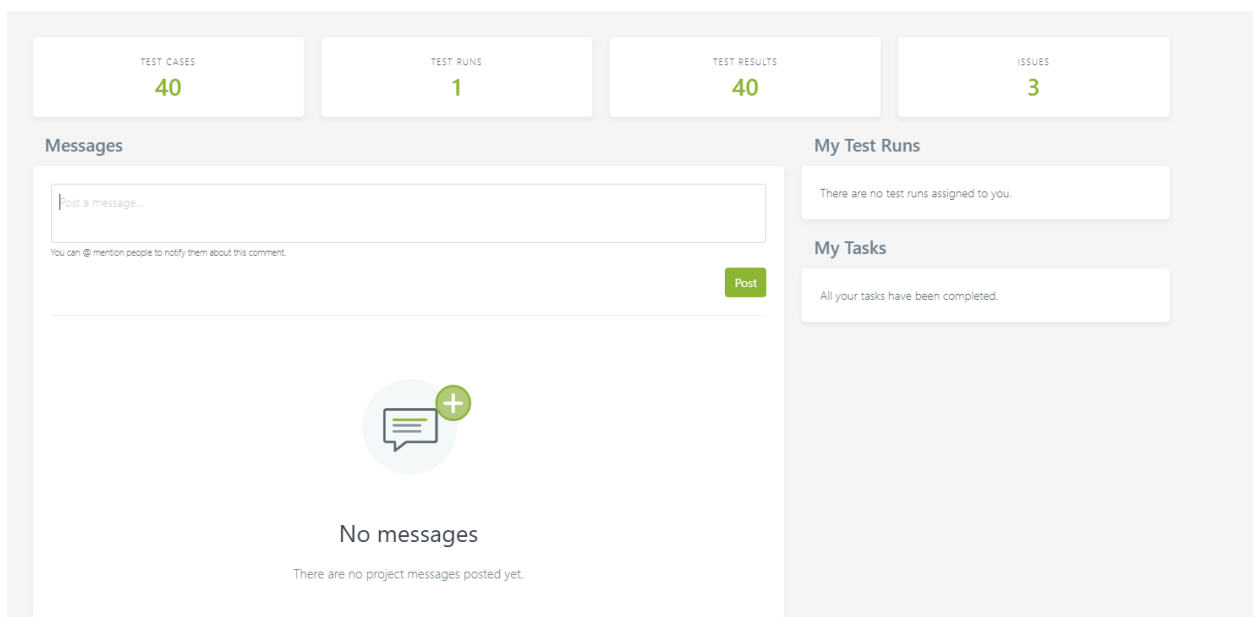 TEST CASES
40
TEST RUNS
1
TEST RESULTS
40
ISSUES
3
Messages
Post a message...
You can @ mention people to notify them about this comment.
Post
No messages
There are no project messages posted yet.
My Test Runs
There are no test runs assigned to you.
My Tasks
All your tasks have been completed.